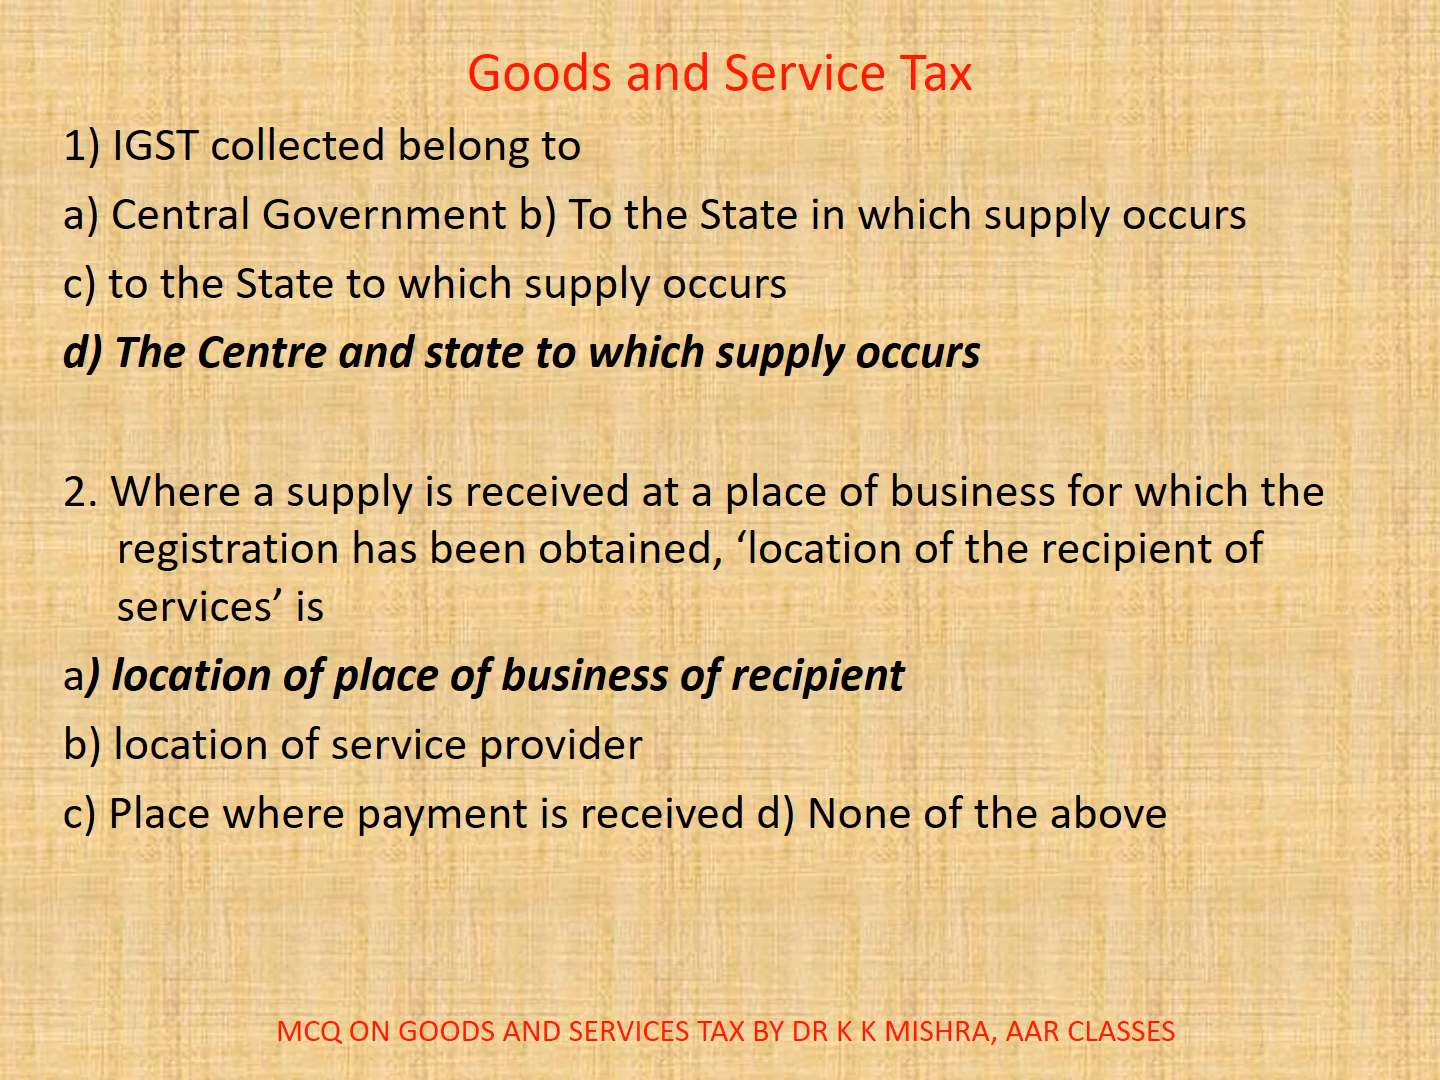 Goods and Service Tax
1) IGST collected belong to
a) Central Government b) To the State in which supply occurs
c) to the State to which supply occurs
d) The Centre and state to which supply occurs
2. Where a supply is received at a place of business for which the
registration has been obtained, ‘location of the recipient of
services’ is
a) location of place of business of recipient
b) location of service provider
c) Place where payment is received d) None of the above
MCQ ON GOODS AND SERVICES TAX BY DR K K MISHRA, AAR CLASSES